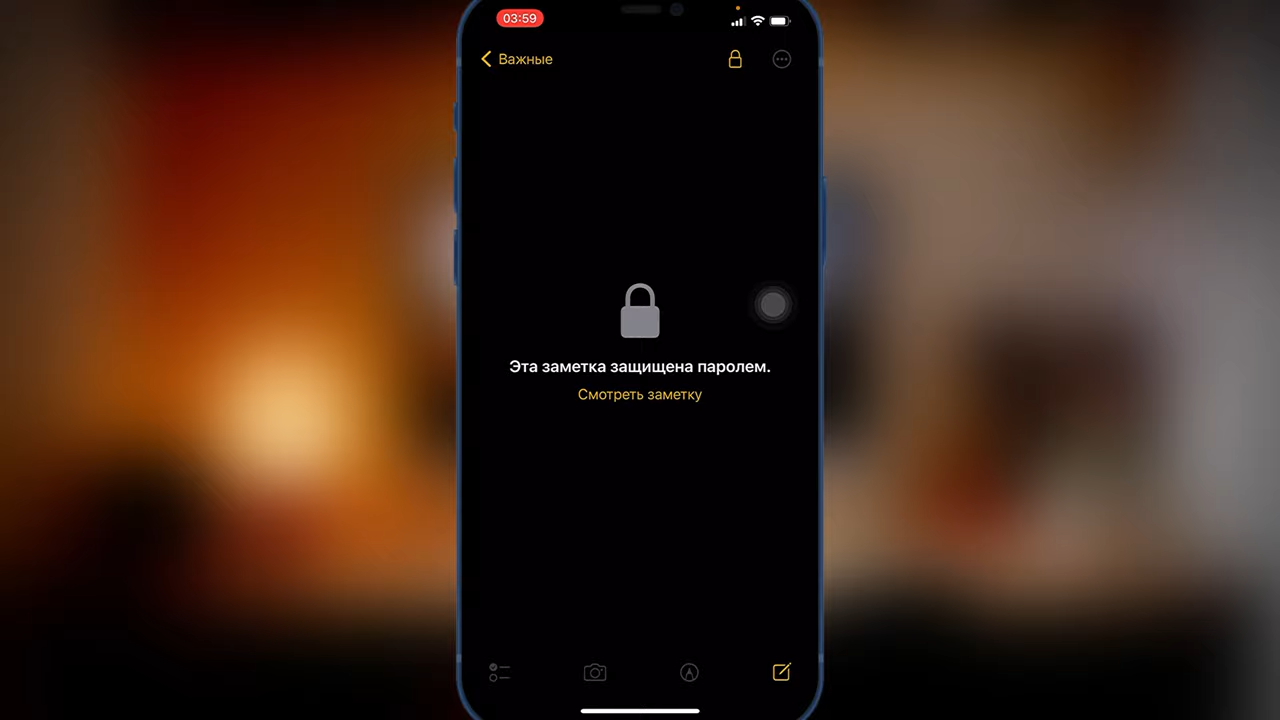 03:59
Важные
Эта заметка защищена паролем.
Смотреть заметку